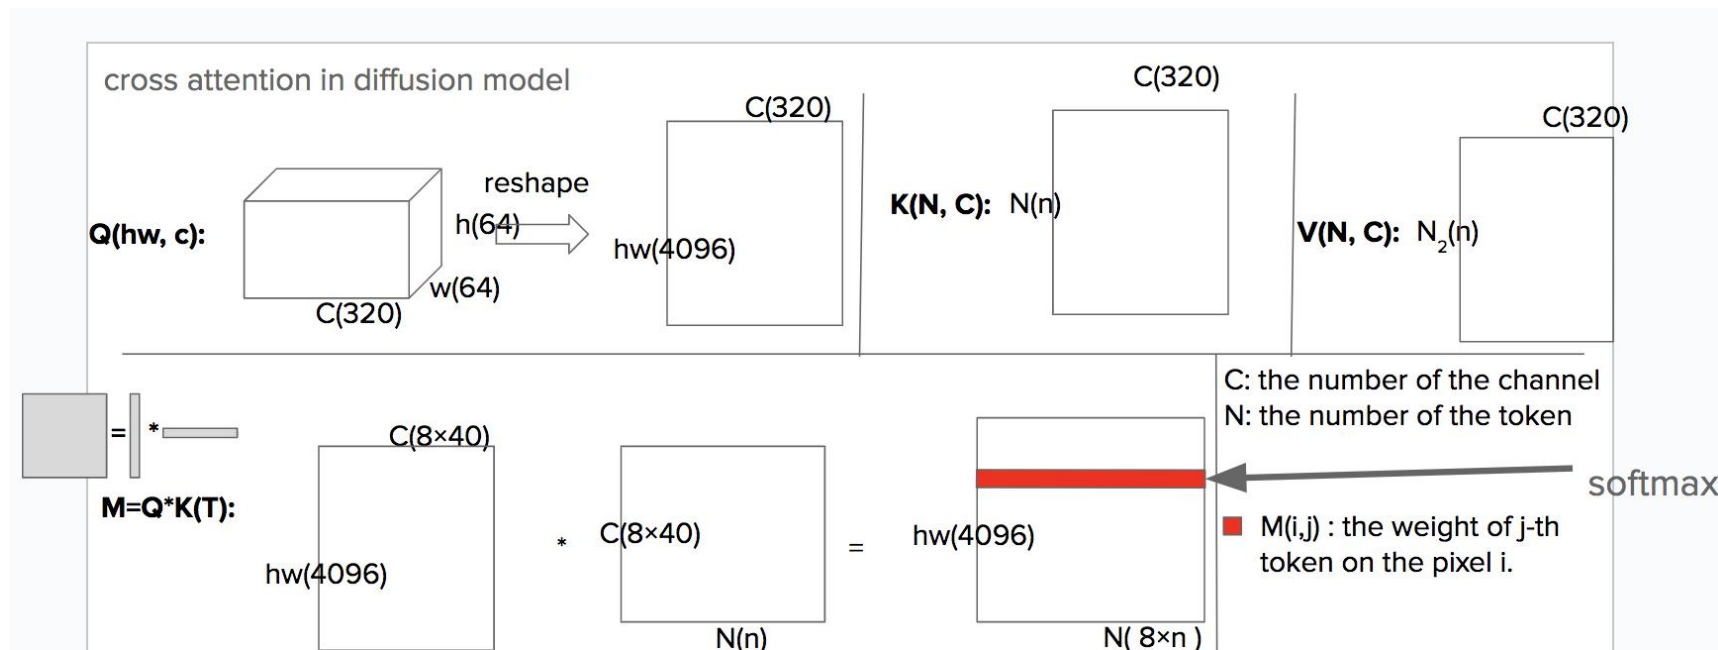 cross attention in diffusion model
Q(hw, c):
h(64)
w(64)
C(320)
reshape
C(320)
hw(4096)
K(N, C): N(n)
C(320)
V(N, C): N₂(n)
C(320)
= *
M=Q*K(T):
C(8×40)
hw(4096)
*
C(8×40)
N(n)
=
hw(4096)
N( 8×n )
C: the number of the channel
N: the number of the token
softmax
M(i,j) : the weight of j-th
token on the pixel i.